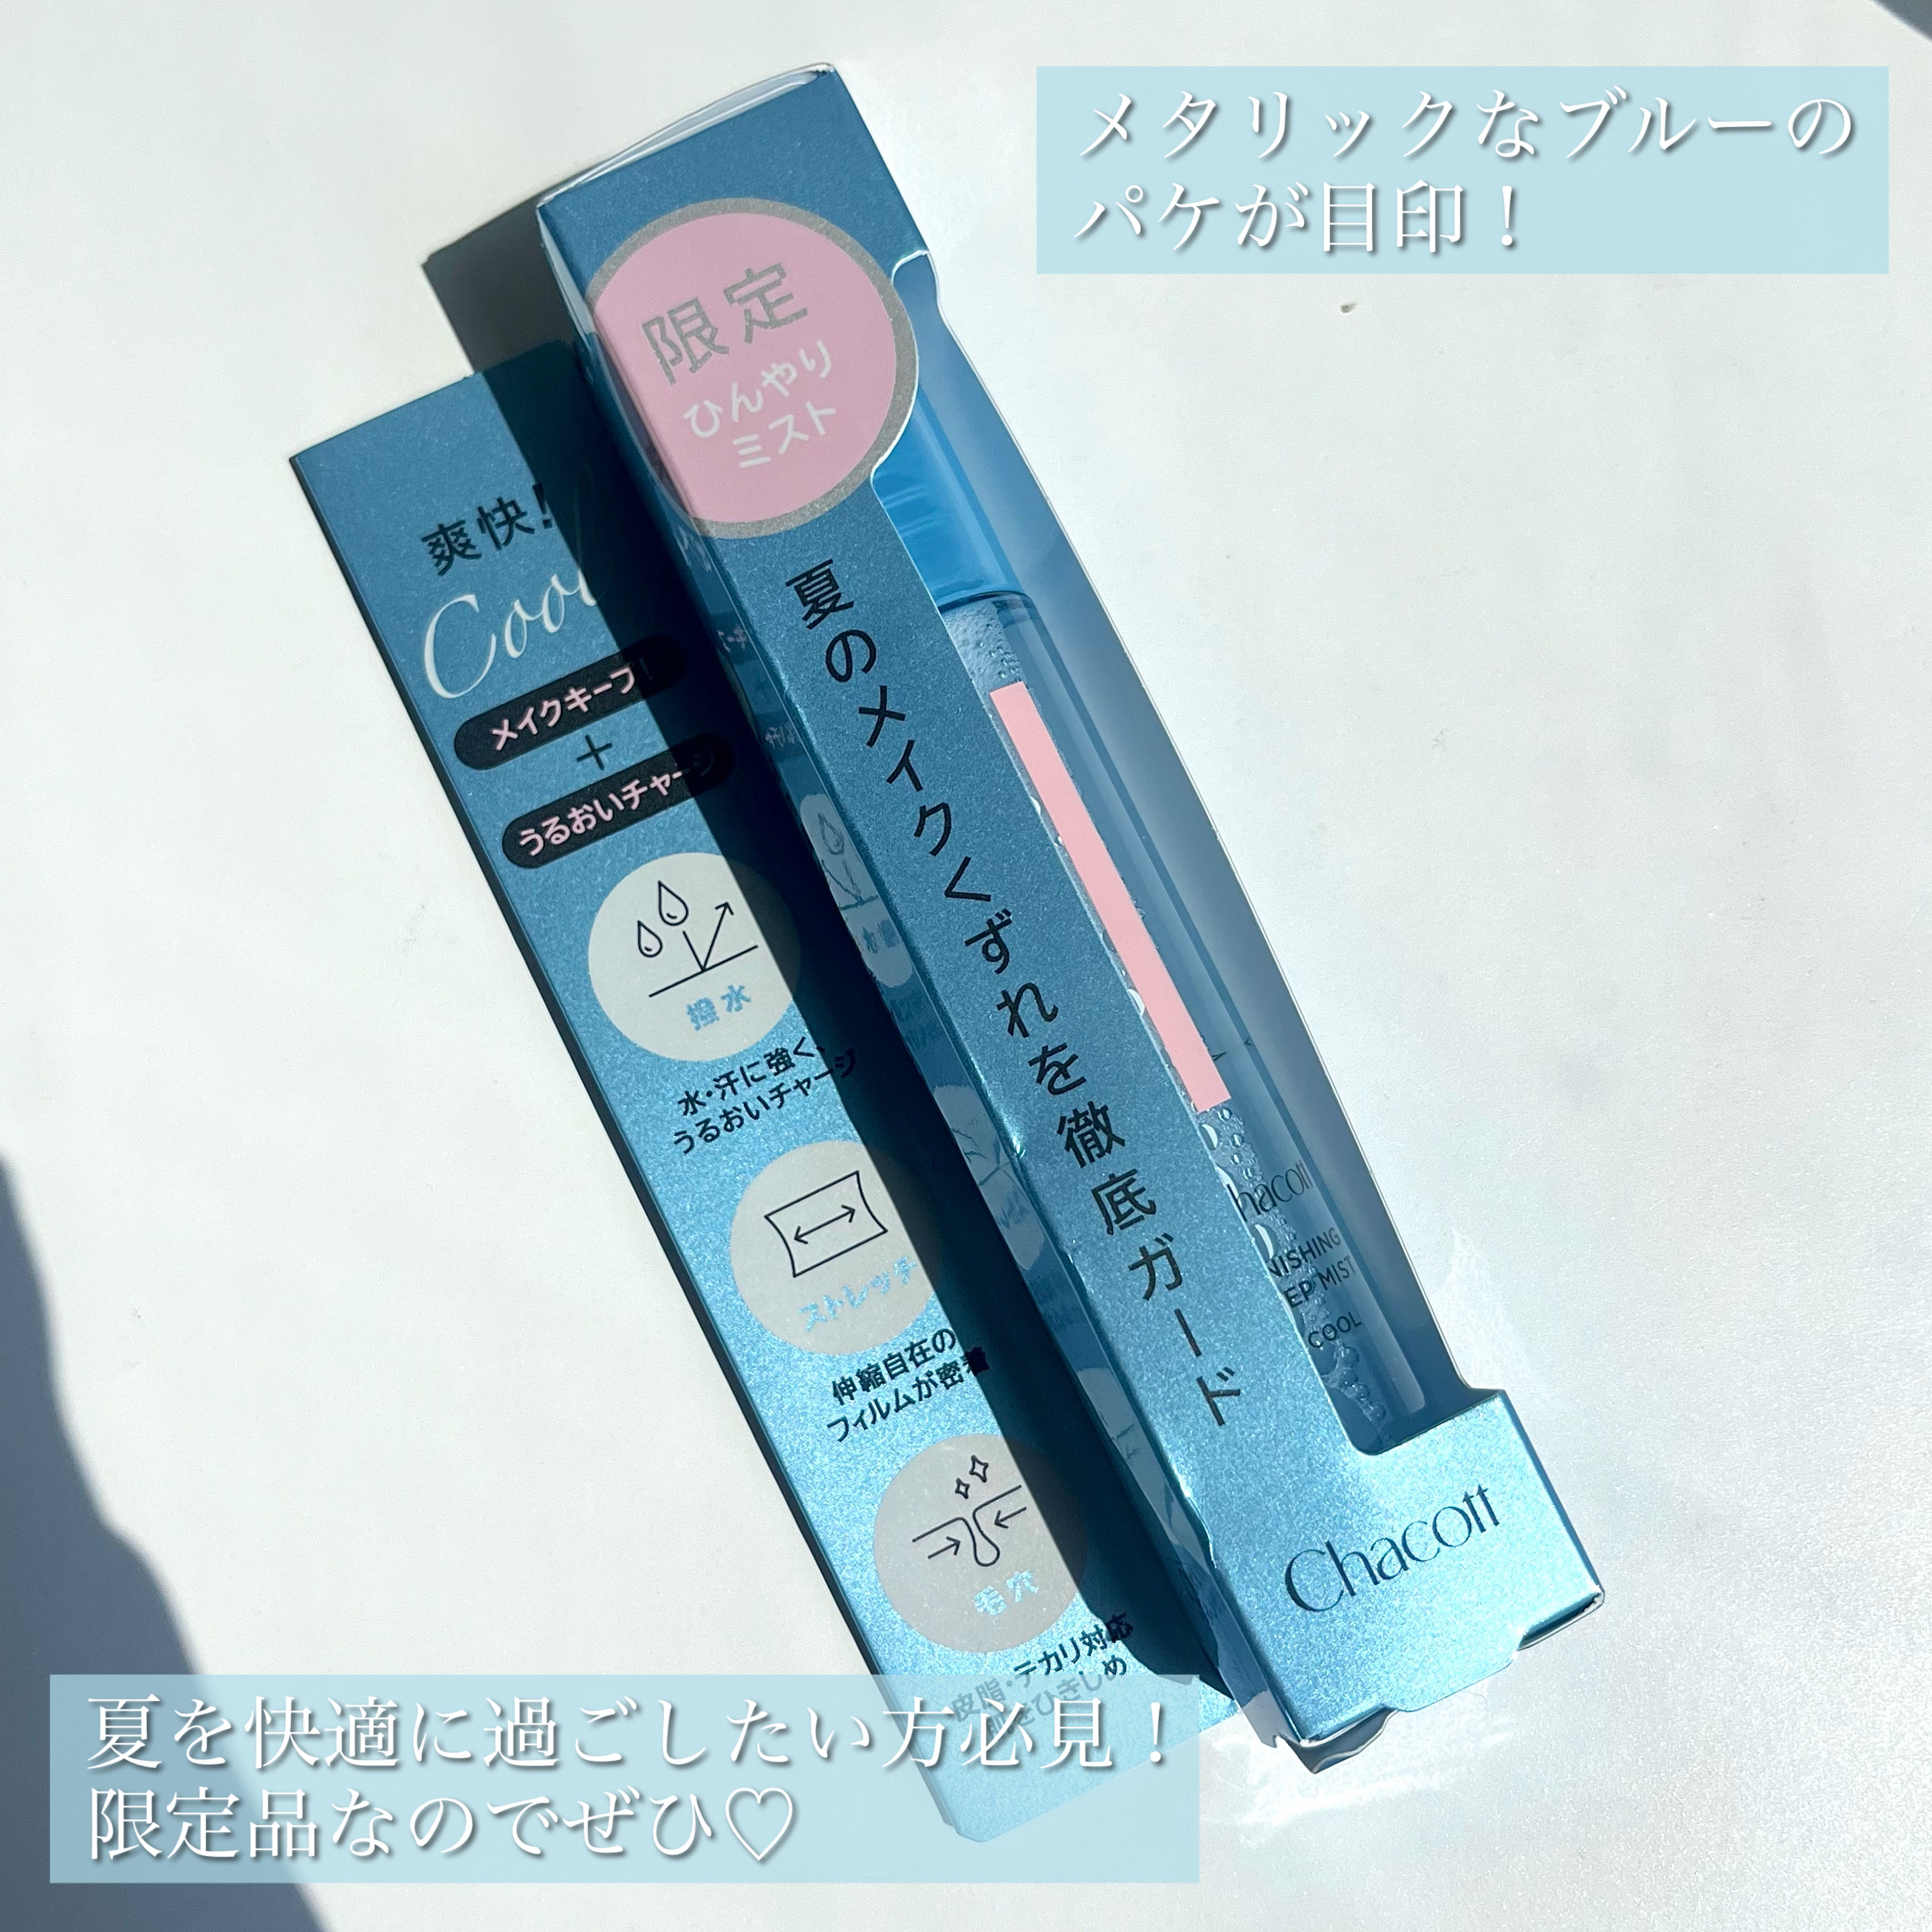 メタリックなブルーの
パケが目印！
限定
ひんやり
ミスト
夏のメイクくずれを徹底ガード
Chacott
COOL
爽快！
Cool
メイクキープ！
+
うるおいチャージ
撥水
水・汗に強く、
うるおいチャージ
ストレッチ
伸縮自在の
フィルムが密着
毛穴
皮脂・テカリ対応
ひきしめ
夏を快適に過ごしたい方必見！
限定品なのでぜひ♡